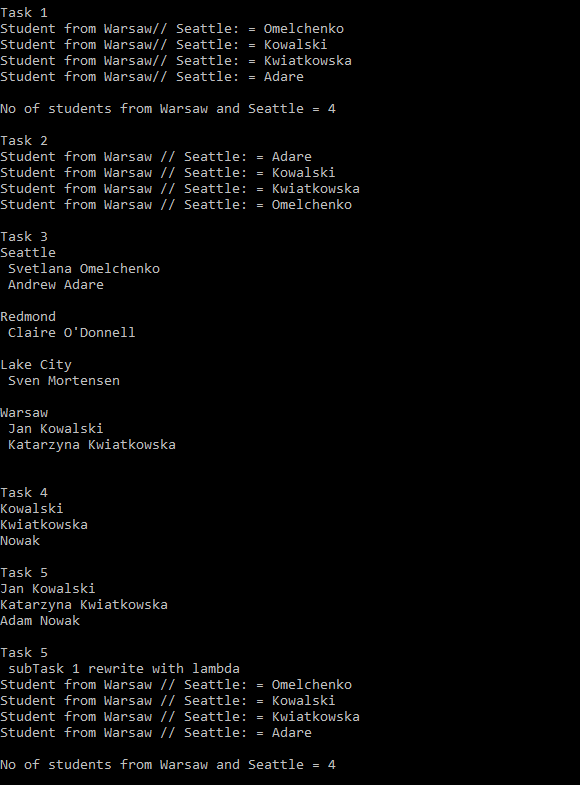 Task 1
Student from Warsaw// Seattle: = Omelchenko
Student from Warsaw// Seattle: = Kowalski
Student from Warsaw// Seattle: = Kwiatkowska
Student from Warsaw// Seattle: = Adare
No of students from Warsaw and Seattle = 4
Task 2
Student from Warsaw // Seattle: = Adare
Student from Warsaw // Seattle: = Kowalski
Student from Warsaw // Seattle: = Kwiatkowska
Student from Warsaw // Seattle: = Omelchenko
Task 3
Seattle
Svetlana Omelchenko
Andrew Adare
Redmond
Claire O'Donnell
Lake City
Sven Mortensen
Warsaw
Jan Kowalski
Katarzyna Kwiatkowska
Task 4
Kowalski
Kwiatkowska
Nowak
Task 5
Jan Kowalski
Katarzyna Kwiatkowska
Adam Nowak
Task 5
subTask 1 rewrite with lambda
Student from Warsaw // Seattle: = Omelchenko
Student from Warsaw // Seattle: = Kowalski
Student from Warsaw // Seattle: = Kwiatkowska
Student from Warsaw // Seattle: = Adare
No of students from Warsaw and Seattle = 4